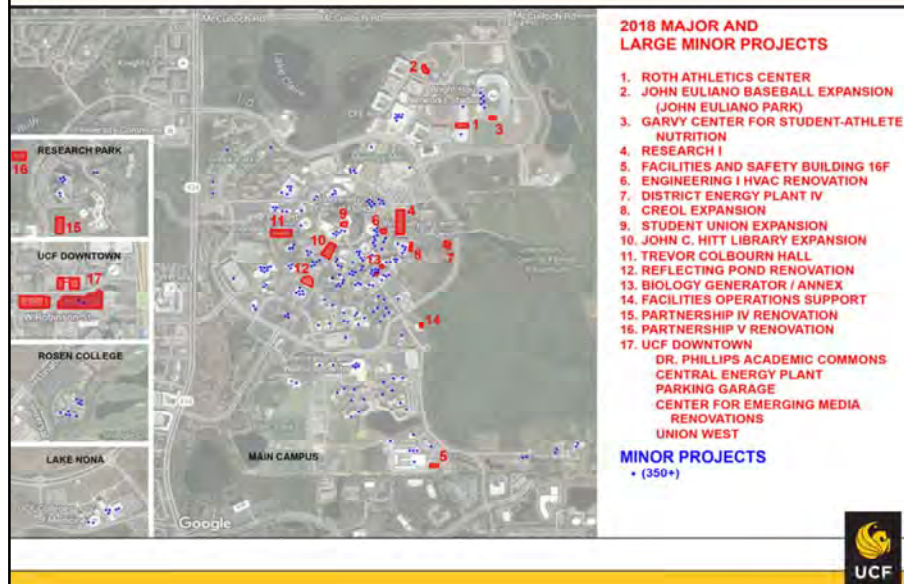 McCulloch Rd
McCulloch Rd
McCulloch Rd
2018 MAJOR AND
LARGE MINOR PROJECTS
1. ROTH ATHLETICS CENTER
2. JOHN EULIANO BASEBALL EXPANSION
(JOHN EULIANO PARK)
3. GARVY CENTER FOR STUDENT-ATHLETE
NUTRITION
4. RESEARCH I
5. FACILITIES AND SAFETY BUILDING 16F
6. ENGINEERING I HVAC RENOVATION
7. DISTRICT ENERGY PLANT IV
8. CREOL EXPANSION
9. STUDENT UNION EXPANSION
10. JOHN C. HITT LIBRARY EXPANSION
11. TREVOR COLBOURN HALL
12. REFLECTING POND RENOVATION
13. BIOLOGY GENERATOR / ANNEX
14. FACILITIES OPERATIONS SUPPORT
15. PARTNERSHIP IV RENOVATION
16. PARTNERSHIP V RENOVATION
17. UCF DOWNTOWN
DR. PHILLIPS ACADEMIC COMMONS
CENTRAL ENERGY PLANT
PARKING GARAGE
CENTER FOR EMERGING MEDIA
RENOVATIONS
UNION WEST
MINOR PROJECTS
• (350+)
Lake Claire
2
1
3
RESEARCH PARK
16
15
UCF DOWNTOWN
17
ROSEN COLLEGE
LAKE NONA
11
9
6
4
10
8
7
12
11
14
MAIN CAMPUS
5
Google
UCF